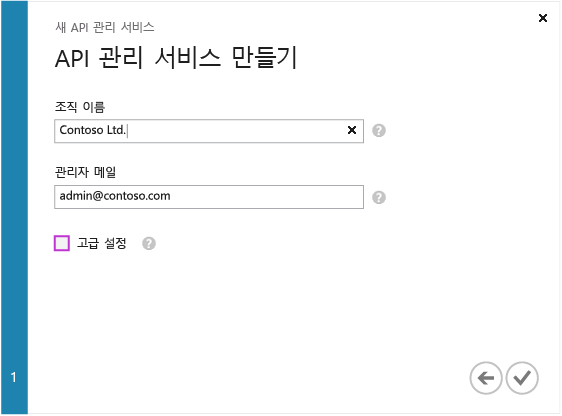 새 API 관리 서비스
API 관리 서비스 만들기
조직 이름
Contoso Ltd.
?
관리자 메일
admin@contoso.com
?
고급 설정 ?
1